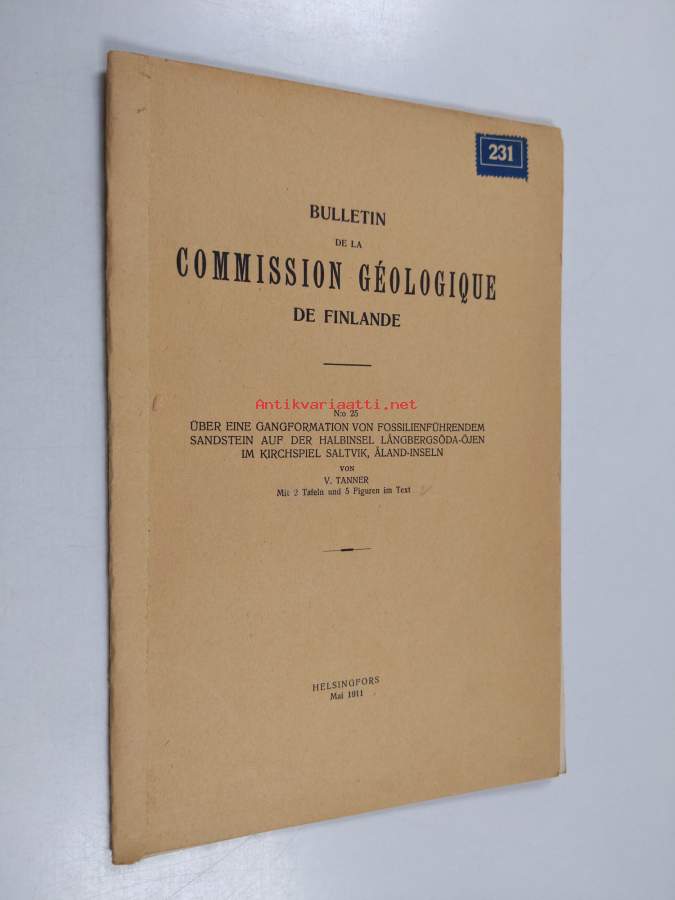 231
BULLETIN
DE LA
COMMISSION GÉOLOGIQUE
DE FINLANDE
Antikvariaatti.net
N:o 25
ÜBER EINE GANGFORMATION VON FOSSILIENFÜHRENDEM
SANDSTEIN AUF DER HALBINSEL LÅNGBERGSÖDA-ÖJEN
IM KIRCHSPIEL SALTVIK, ÅLAND-INSELN
VON
V. TANNER
Mit 2 Tafeln und 5 Figuren im Text
HELSINGFORS
Mai 1911